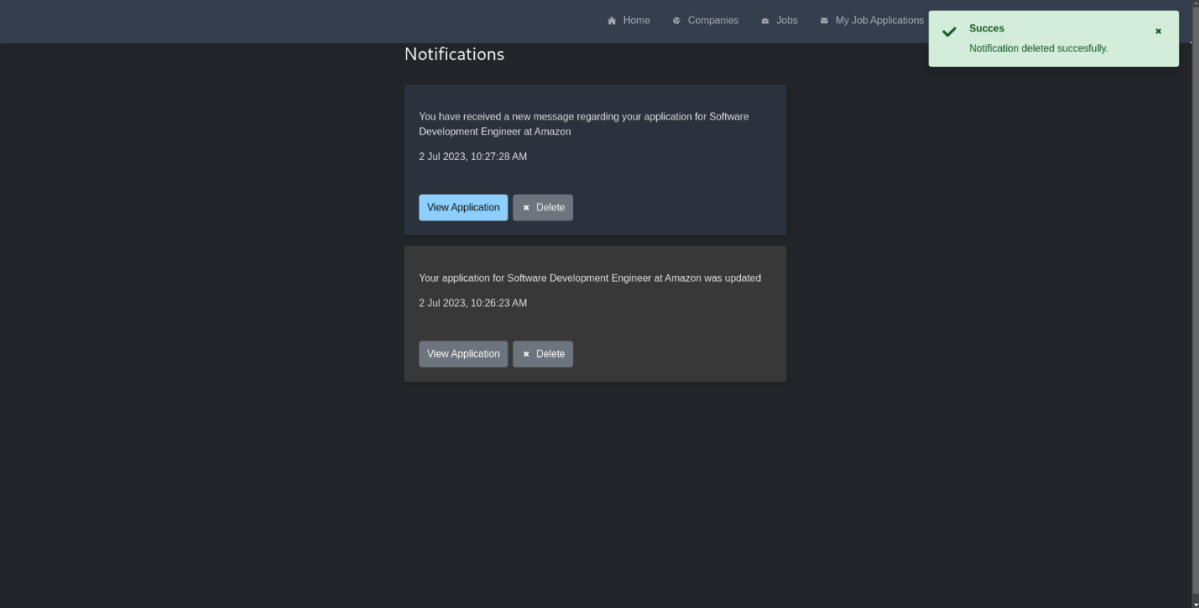 Home Companies Jobs My Job Applications
Succes
Notification deleted succesfully.
Notifications
You have received a new message regarding your application for Software
Development Engineer at Amazon
2 Jul 2023, 10:27:28 AM
View Application Delete
Your application for Software Development Engineer at Amazon was updated
2 Jul 2023, 10:26:23 AM
View Application Delete